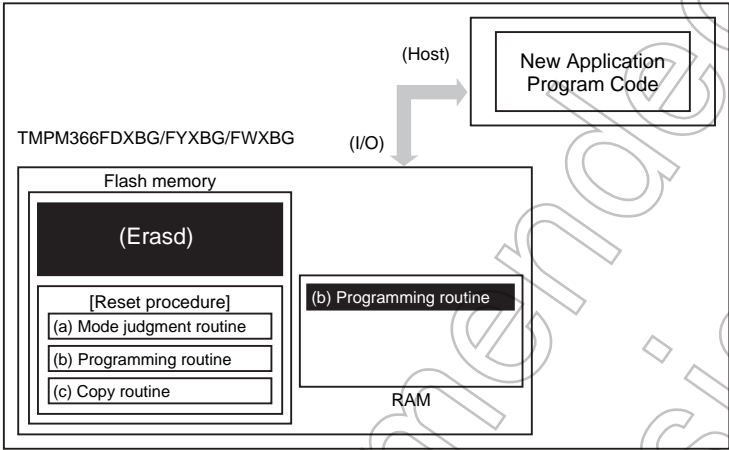 (Host)
New Application
Program Code
TMPM366FDXBG/FYXBG/FWXBG
(I/O)
Flash memory
(Erasd)
[Reset procedure]
(a) Mode judgment routine
(b) Programming routine
(c) Copy routine
(b) Programming routine
RAM